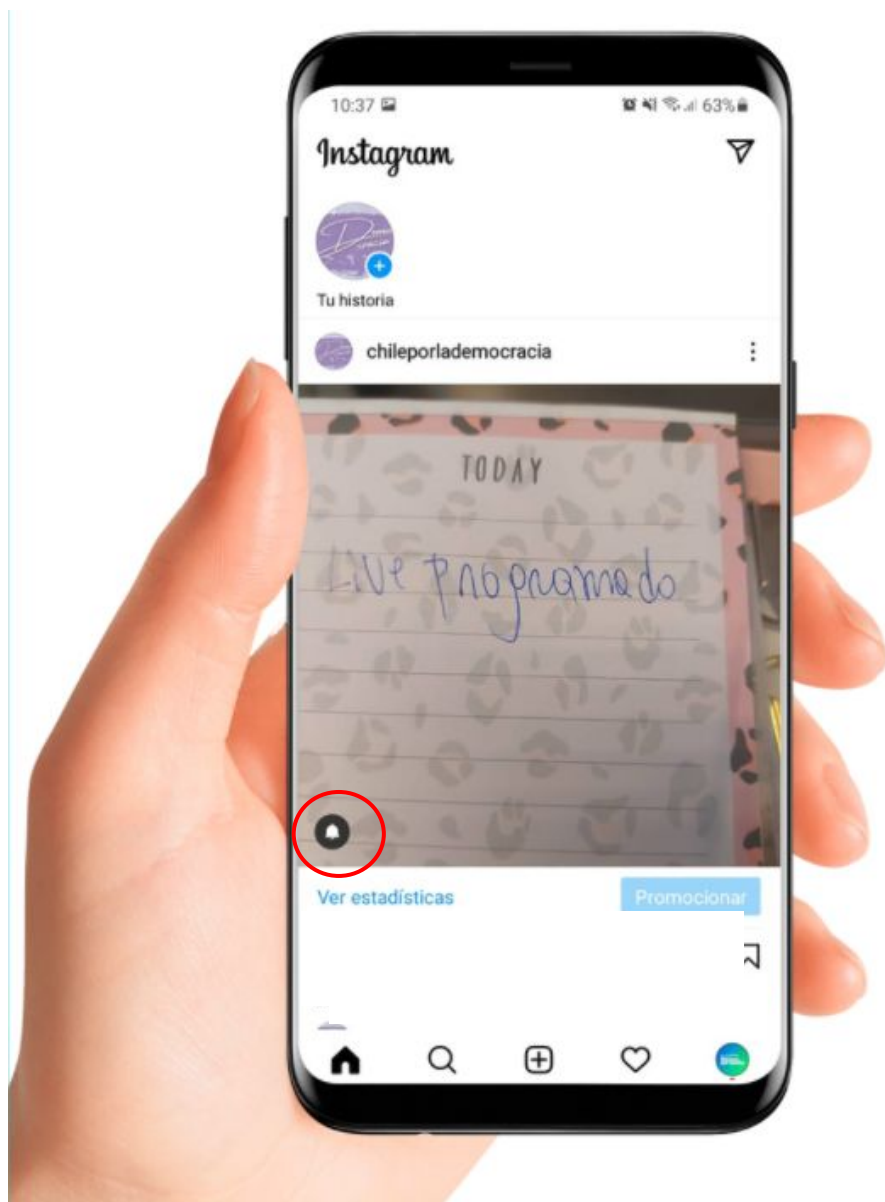 10:37
63%
Instagram
Tu historia
chileporlademocracia
TODAY
Live programado
Ver estadísticas
Promocionar